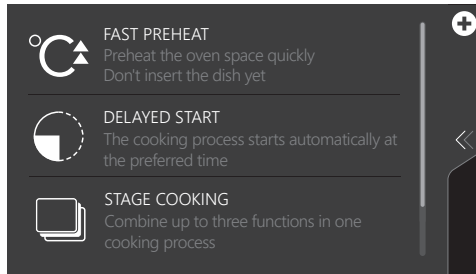 FAST PREHEAT
Preheat the oven space quickly
Don't insert the dish yet
DELAYED START
The cooking process starts automatically at
the preferred time
STAGE COOKING
Combine up to three functions in one
cooking process